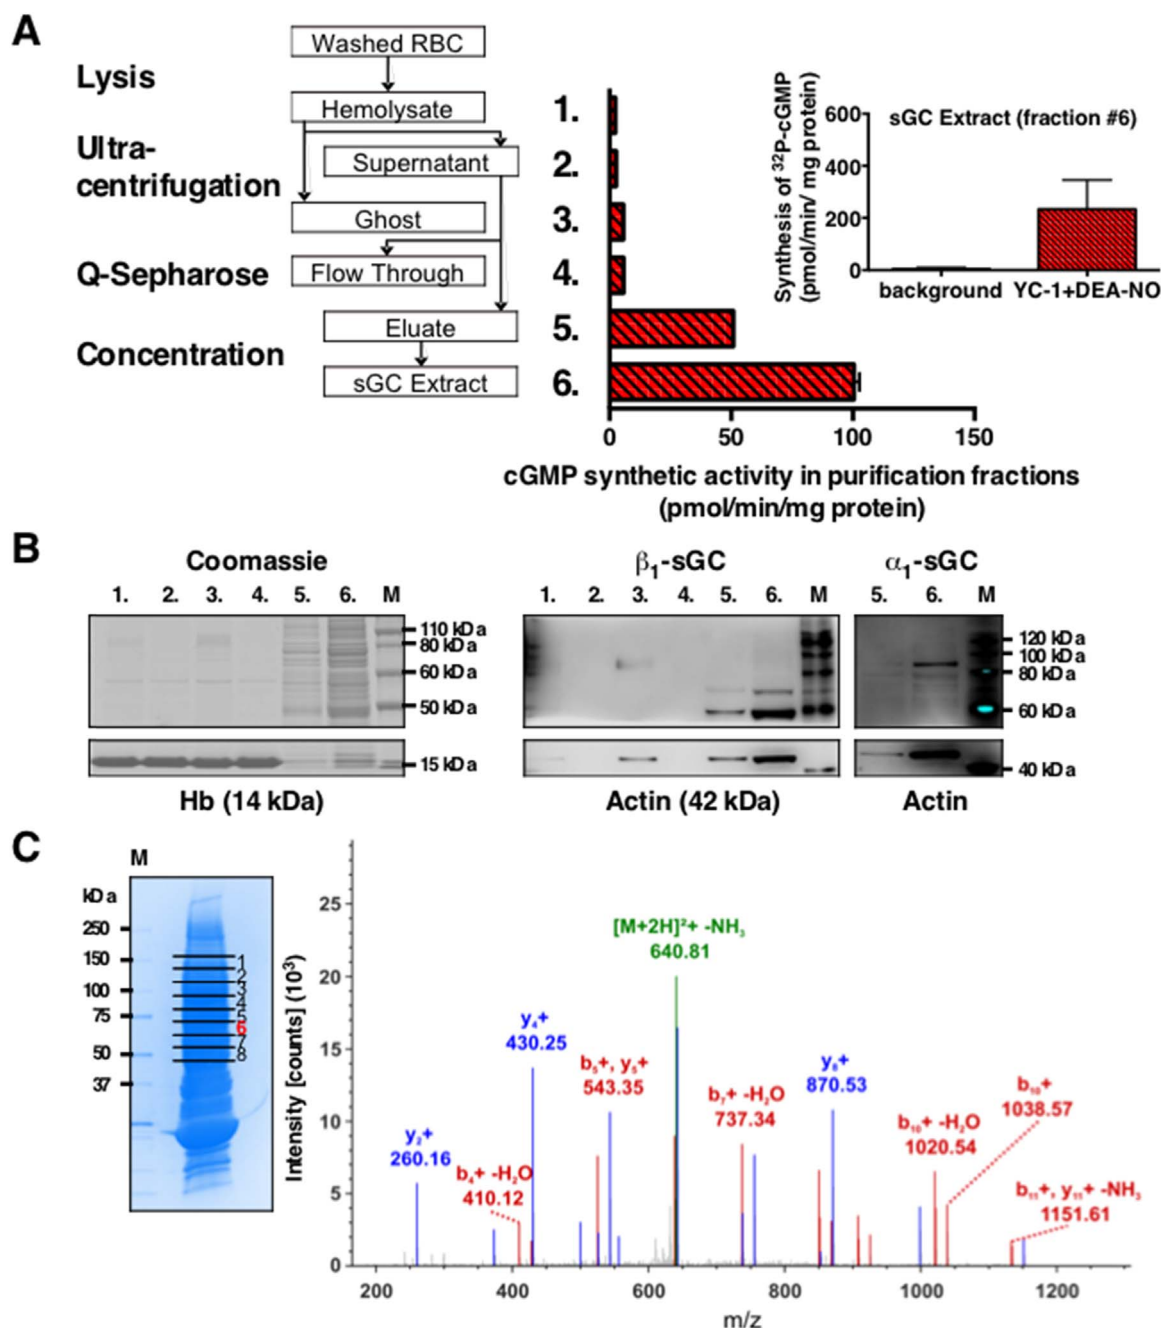 A
Lysis
Ultra-
centrifugation
Q-Sepharose
Concentration
Washed RBC
Hemolysate
Supernatant
Ghost
Flow Through
Eluate
sGC Extract
1.
2.
3.
4.
5.
6.
0 50 100 150
cGMP synthetic activity in purification fractions
(pmol/min/mg protein)
Synthesis of ³²P-cGMP
(pmol/min/ mg protein)
600
400
200
0
sGC Extract (fraction #6)
background YC-1+DEA-NO
B
Coomassie
1. 2. 3. 4. 5. 6. M
110 kDa
80 kDa
60 kDa
50 kDa
15 kDa
Hb (14 kDa)
β₁-sGC
1. 2. 3. 4. 5. 6. M
Actin (42 kDa)
α₁-sGC
5. 6. M
120 kDa
100 kDa
80 kDa
60 kDa
40 kDa
Actin
C
M
kDa
250
150
100
75
50
37
1
2
3
4
5
6
7
8
Intensity [counts] (10³)
25
20
15
10
5
0
y₂+
260.16
b₄+ -H₂O
410.12
y₄+
430.25
b₅+, y₅+
543.35
[M+2H]²+ -NH₃
640.81
b₇+ -H₂O
737.34
y₈+
870.53
b₁₀+ -H₂O
1020.54
b₁₀+
1038.57
b₁₁+, y₁₁+ -NH₃
1151.61
200 400 600 800 1000 1200
m/z